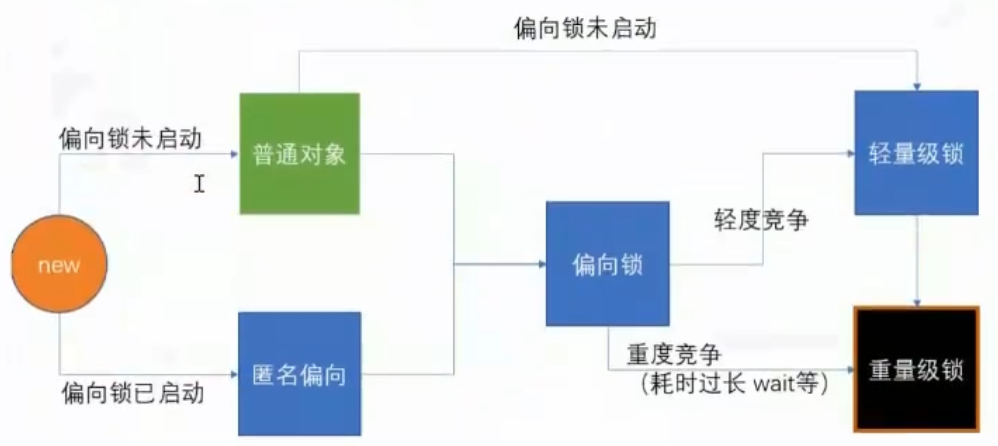 偏向锁未启动
偏向锁未启动
普通对象
轻量级锁
轻度竞争
new
偏向锁
匿名偏向
偏向锁已启动
重度竞争
（耗时过长 wait等）
重量级锁